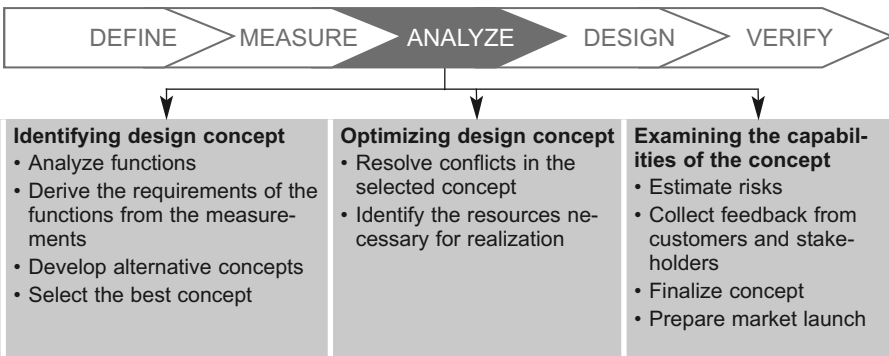 DEFINE MEASURE ANALYZE DESIGN VERIFY
Identifying design concept
• Analyze functions
• Derive the requirements of the
functions from the measure-
ments
• Develop alternative concepts
• Select the best concept
Optimizing design concept
• Resolve conflicts in the
selected concept
• Identify the resources ne-
cessary for realization
Examining the capabil-
ities of the concept
• Estimate risks
• Collect feedback from
customers and stake-
holders
• Finalize concept
• Prepare market launch